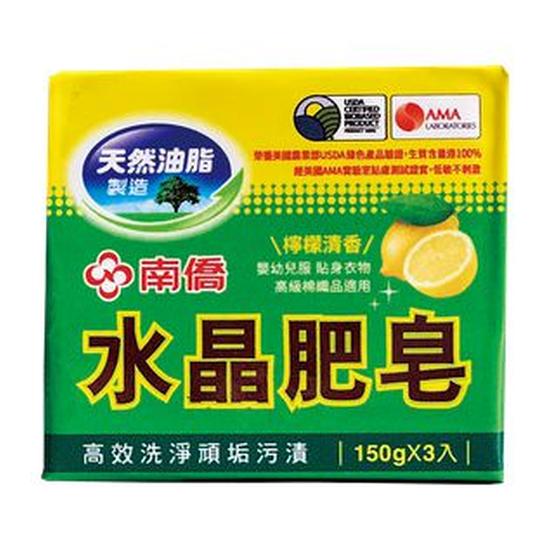 USDA
CERTIFIED
BIOBASED
PRODUCT
AMA
LABORATORIES
榮獲美國農業部USDA綠色產品驗證,生質含量達100%
經美國AMA實驗室貼膚測試證實,低敏不刺激
天然油脂
製造
檸檬清香
嬰幼兒服 貼身衣物
高級棉織品適用
南僑
水晶肥皂
高效洗淨頑垢污漬
150gX3入